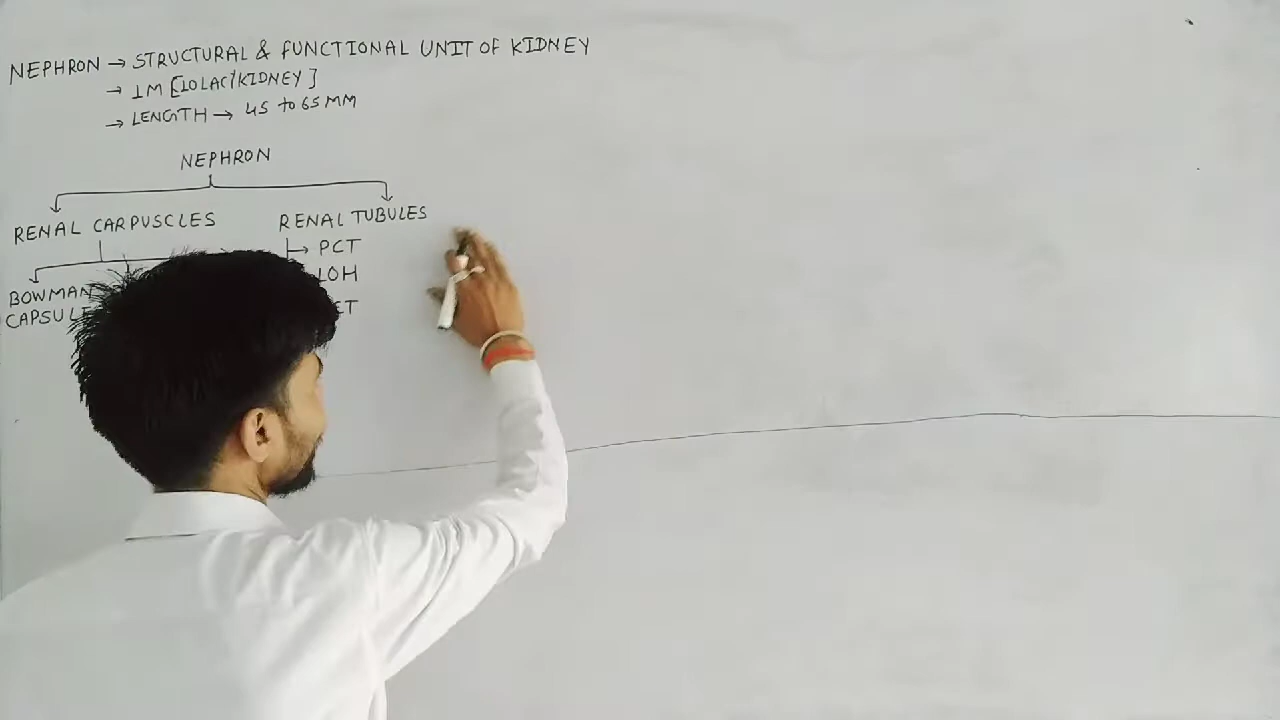 NEPHRON → STRUCTURAL & FUNCTIONAL UNIT OF KIDNEY
→ 1M [10LAC/KIDNEY]
→ LENGTH → 45 to 65 MM
NEPHRON
RENAL CARPUSCLES
RENAL TUBULES
→ PCT
LOH
BOWMAN
CAPSULE